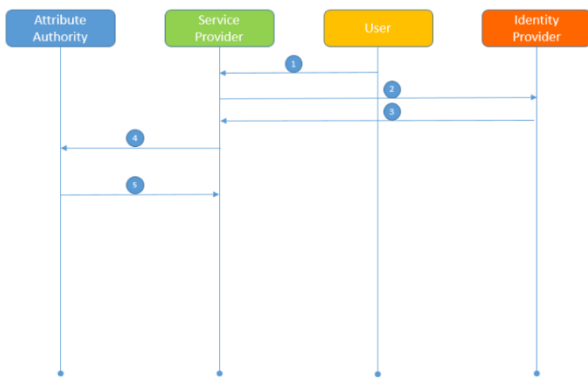 Attribute
Authority
Service
Provider
User
Identity
Provider
1
2
3
4
5